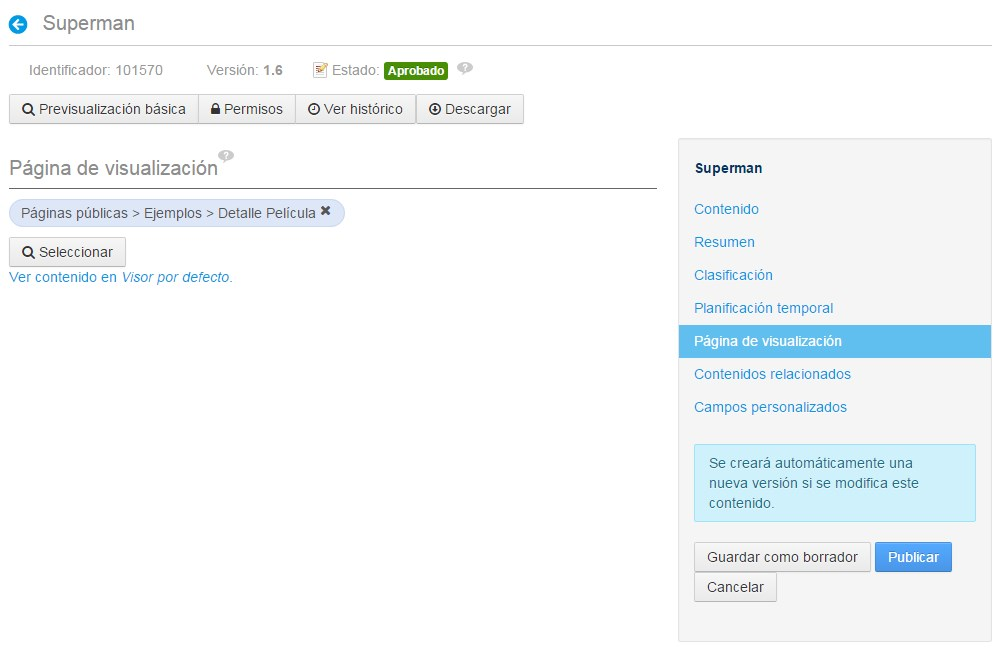 Superman
Identificador: 101570 Versión: 1.6 Estado: Aprobado ?
Previsualización básica Permisos Ver histórico Descargar
Página de visualización ?
Páginas públicas > Ejemplos > Detalle Película ✖
Seleccionar
Ver contenido en Visor por defecto.
Superman
Contenido
Resumen
Clasificación
Planificación temporal
Página de visualización
Contenidos relacionados
Campos personalizados
Se creará automáticamente una
nueva versión si se modifica este
contenido.
Guardar como borrador Publicar
Cancelar